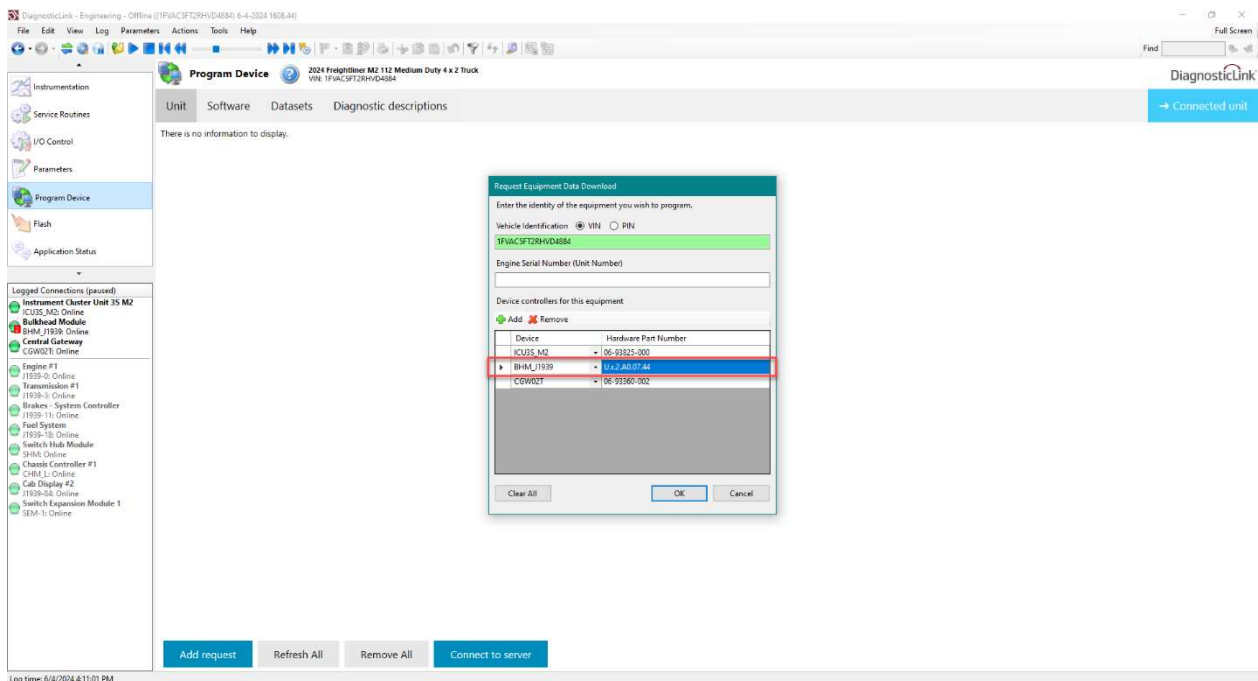 DiagnosticLink - Engineering - Offline ((1FVACSFT2RHVD4884) 6-4-2024 1608.44)
File Edit View Log Parameters Actions Tools Help
Full Screen
Find
Program Device
2024 Freightliner M2 112 Medium Duty 4 x 2 Truck
VIN: 1FVACSFT2RHVD4884
DiagnosticLink
Instrumentation
Service Routines
I/O Control
Parameters
Program Device
Flash
Application Status
Unit Software Datasets Diagnostic descriptions
→ Connected unit
There is no information to display.
Logged Connections (paused)
Instrument Cluster Unit 3S M2
ICU3S_M2: Online
Bulkhead Module
BHM_J1939: Online
Central Gateway
CGW02T: Online
Engine #1
J1939-0: Online
Transmission #1
J1939-3: Online
Brakes - System Controller
J1939-11: Online
Fuel System
J1939-18: Online
Switch Hub Module
SHM: Online
Chassis Controller #1
CHM_L: Online
Cab Display #2
J1939-84: Online
Switch Expansion Module 1
SEM-1: Online
Request Equipment Data Download
Enter the identity of the equipment you wish to program.
Vehicle Identification VIN PIN
1FVACSFT2RHVD4884
Engine Serial Number (Unit Number)
Device controllers for this equipment
Add Remove
Device Hardware Part Number
ICU3S_M2 06-93825-000
BHM_J1939 U.r.2.A0.07.44
CGW02T 06-93360-002
Clear All OK Cancel
Add request Refresh All Remove All Connect to server
Log time: 6/4/2024 4:11:01 PM